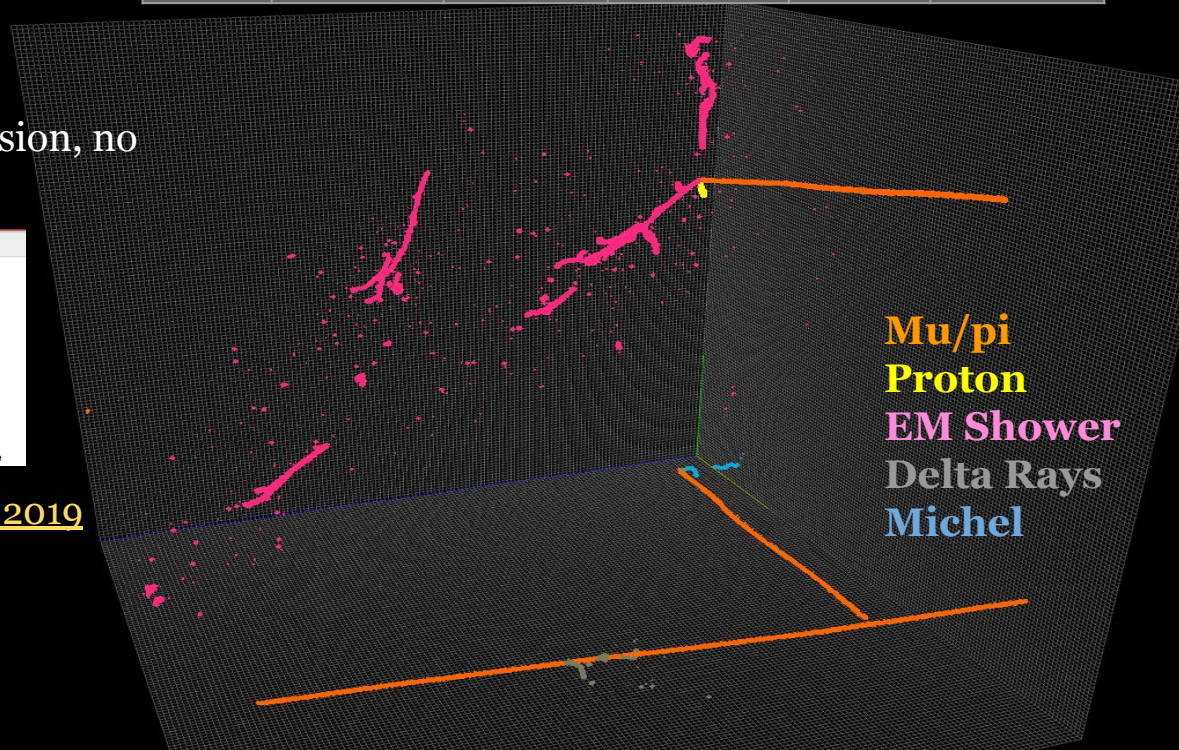 sion, no
2019
Mu/pi
Proton
EM Shower
Delta Rays
Michel